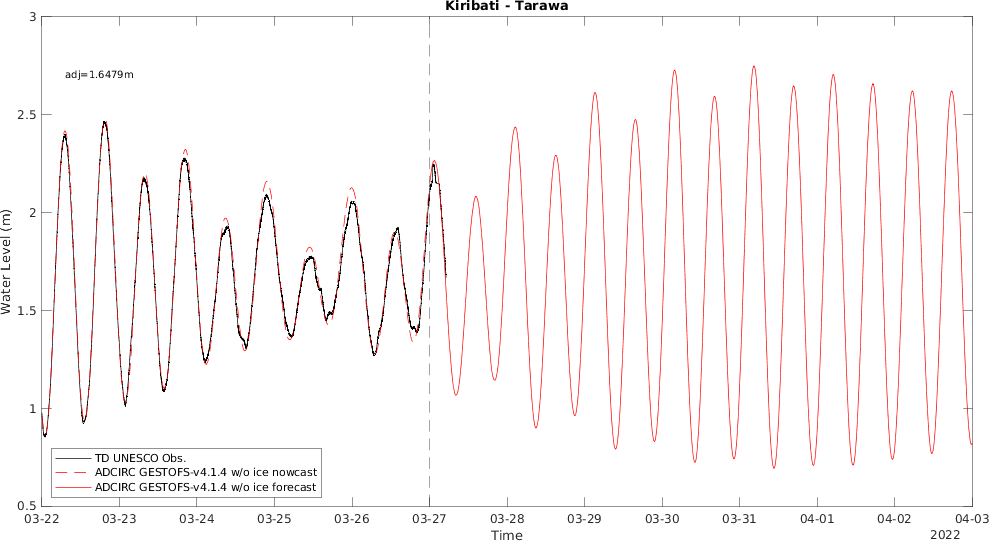 Kiribati - Tarawa
3
adj=1.6479m
2.5
2
Water Level (m)
1.5
1
TD UNESCO Obs.
ADCIRC GESTOFS-v4.1.4 w/o ice nowcast
ADCIRC GESTOFS-v4.1.4 w/o ice forecast
0.5
03-22 03-23 03-24 03-25 03-26 03-27 03-28 03-29 03-30 03-31 04-01 04-02 04-03
Time
2022